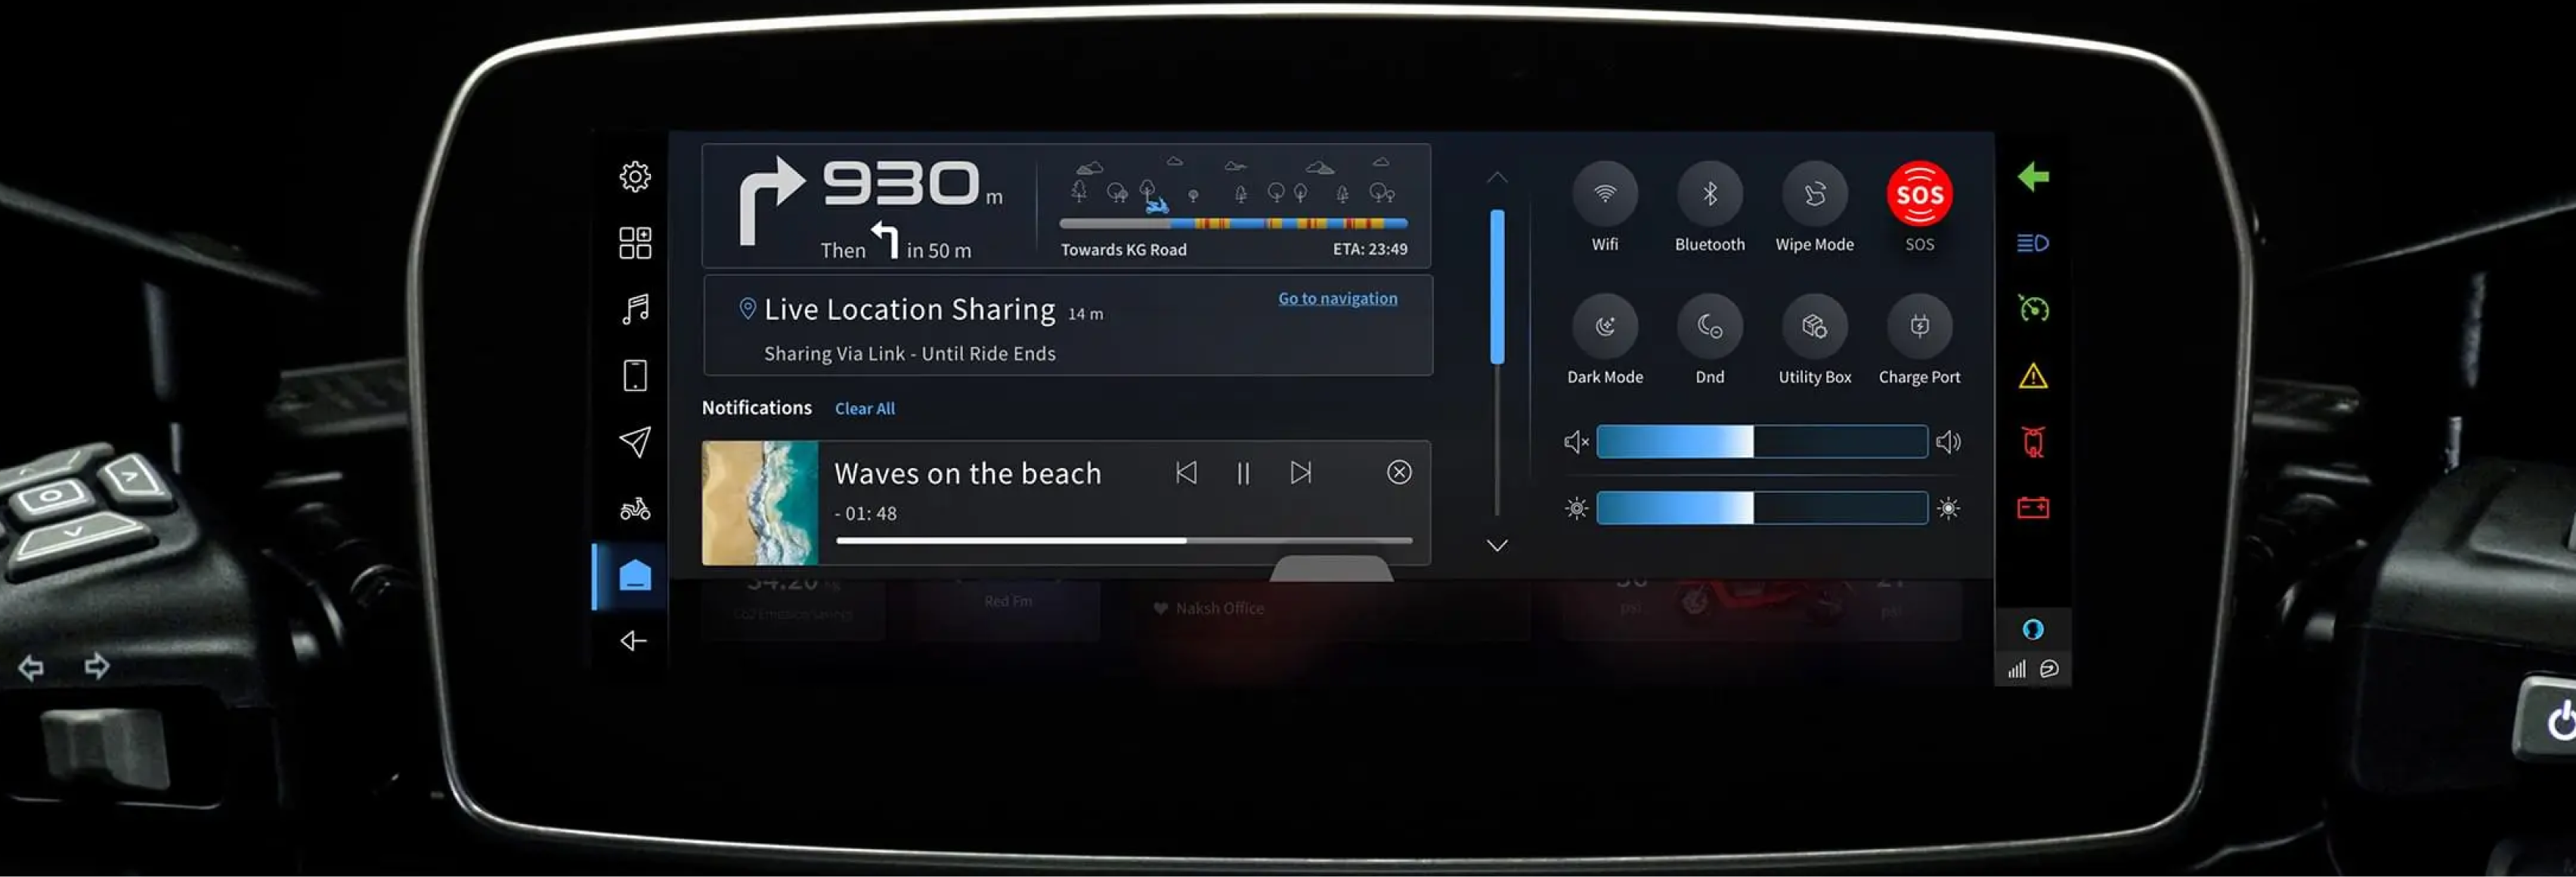 930 m
Then in 50 m
Towards KG Road
ETA: 23:49
Live Location Sharing 14 m
Go to navigation
Sharing Via Link - Until Ride Ends
Notifications
Clear All
Waves on the beach
- 01: 48
SOS
Wifi
Bluetooth
Wipe Mode
SOS
Dark Mode
Dnd
Utility Box
Charge Port
Red Fm
Naksh Office
psi
psi